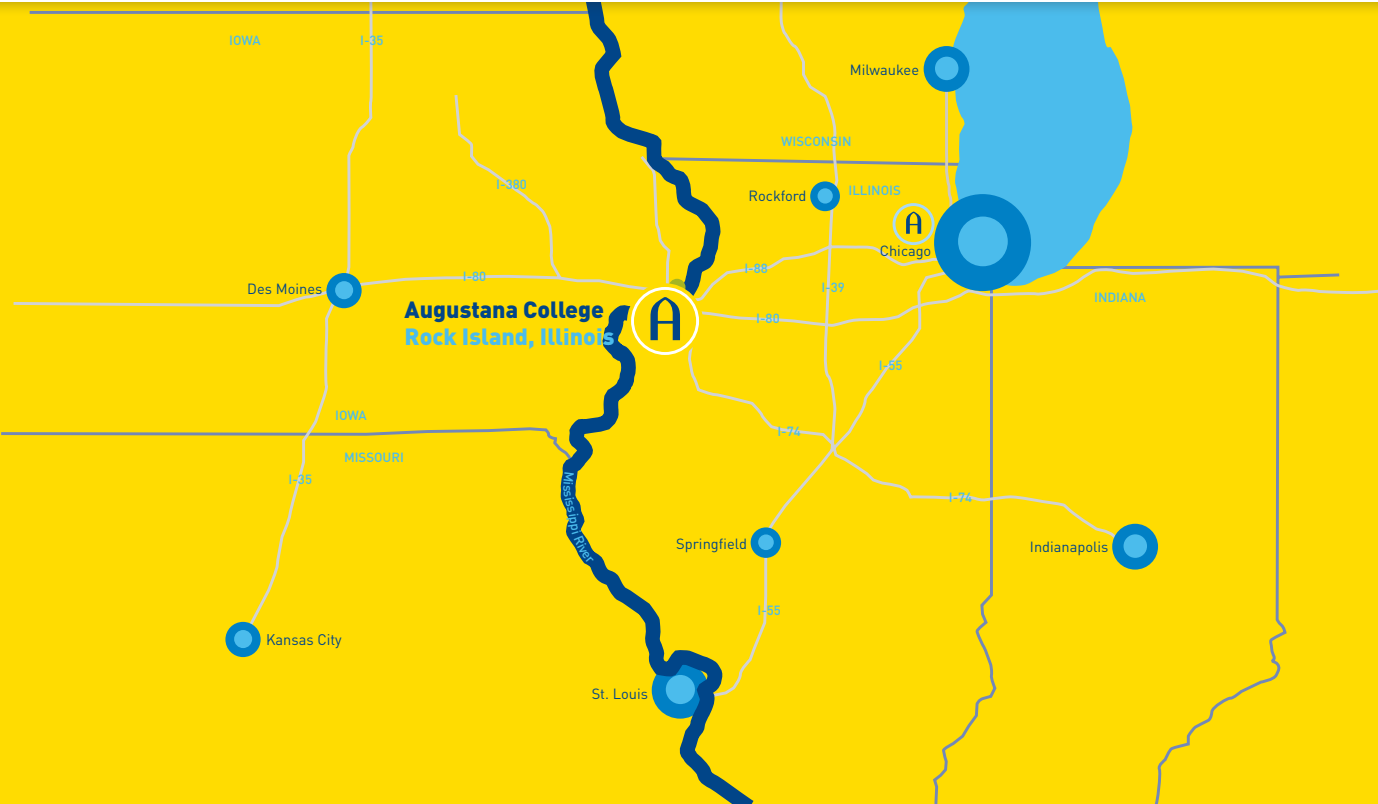 IOWA
I-35
Milwaukee
WISCONSIN
I-380
Rockford
ILLINOIS
Chicago
I-88
I-80
Des Moines
I-39
INDIANA
Augustana College
Rock Island, Illinois
I-80
I-55
IOWA
I-74
MISSOURI
I-35
Mississippi River
I-74
Springfield
Indianapolis
I-55
Kansas City
St. Louis